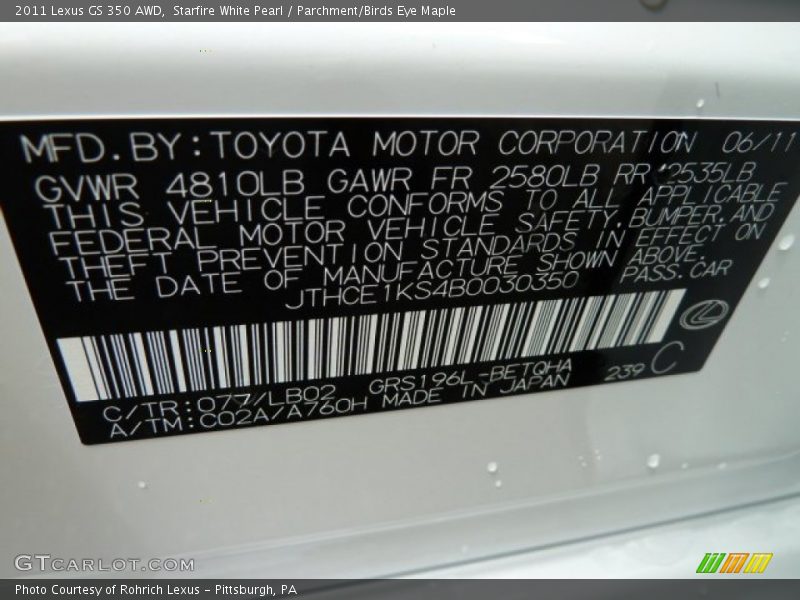 2011 Lexus GS 350 AWD, Starfire White Pearl / Parchment/Birds Eye Maple
MFD. BY: TOYOTA MOTOR CORPORATION 06/11
GVWR 4810LB GAWR FR 2580LB RR 2535LB
THIS VEHICLE CONFORMS TO ALL APPLICABLE
FEDERAL MOTOR VEHICLE SAFETY, BUMPER, AND
THEFT PREVENTION STANDARDS IN EFFECT ON
THE DATE OF MANUFACTURE SHOWN ABOVE.
JTHCE1KS4B0030350 PASS. CAR
C/TR: 077/LB02 GRS196L-BETQHA 239 C
A/TM: C02A/A760H MADE IN JAPAN
GTCARLOT.COM
Photo Courtesy of Rohrich Lexus - Pittsburgh, PA